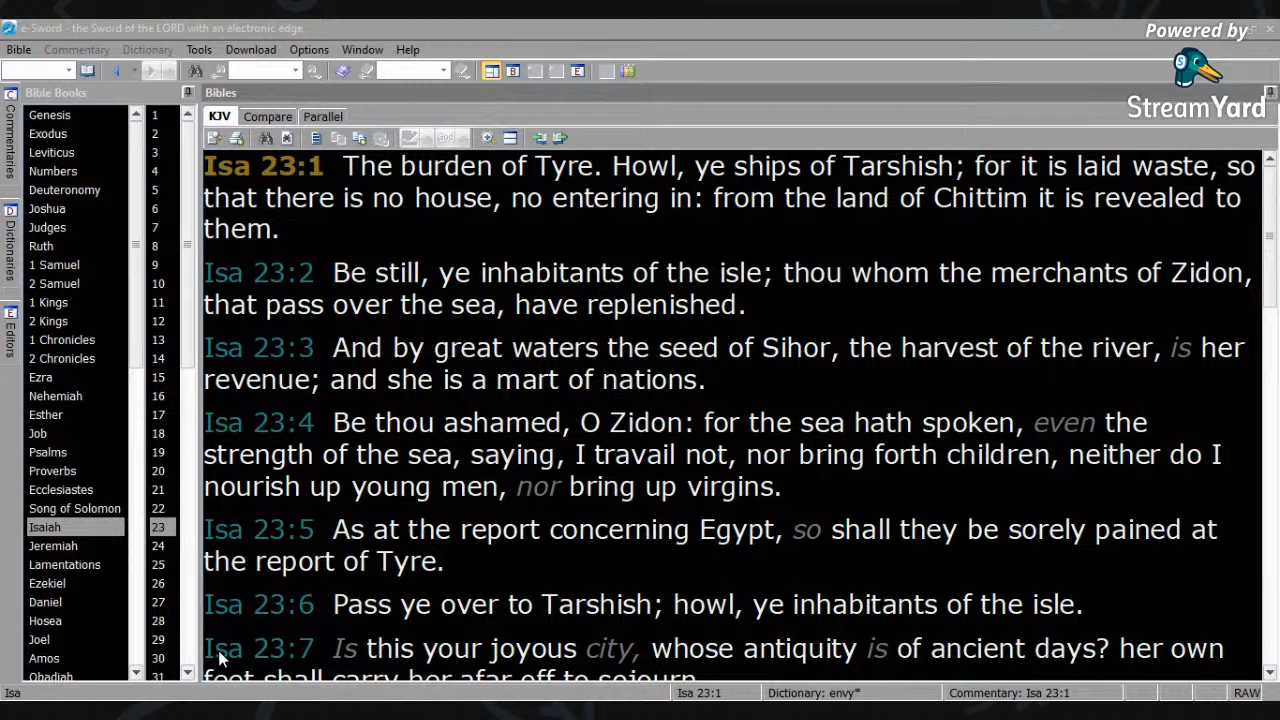 e-Sword - the Sword of the LORD with an electronic edge.
Powered by
StreamYard
Bible Commentary Dictionary Tools Download Options Window Help
Bible Books
Bibles
KJV Compare Parallel
Commentaries
Dictionaries
Editors
Genesis 1
Exodus 2
Leviticus 3
Numbers 4
Deuteronomy 5
Joshua 6
Judges 7
Ruth 8
1 Samuel 9
2 Samuel 10
1 Kings 11
2 Kings 12
1 Chronicles 13
2 Chronicles 14
Ezra 15
Nehemiah 16
Esther 17
Job 18
Psalms 19
Proverbs 20
Ecclesiastes 21
Song of Solomon 22
Isaiah 23
Jeremiah 24
Lamentations 25
Ezekiel 26
Daniel 27
Hosea 28
Joel 29
Amos 30
Obadiah 31
Isa 23:1 The burden of Tyre. Howl, ye ships of Tarshish; for it is laid waste, so
that there is no house, no entering in: from the land of Chittim it is revealed to
them.
Isa 23:2 Be still, ye inhabitants of the isle; thou whom the merchants of Zidon,
that pass over the sea, have replenished.
Isa 23:3 And by great waters the seed of Sihor, the harvest of the river, is her
revenue; and she is a mart of nations.
Isa 23:4 Be thou ashamed, O Zidon: for the sea hath spoken, even the
strength of the sea, saying, I travail not, nor bring forth children, neither do I
nourish up young men, nor bring up virgins.
Isa 23:5 As at the report concerning Egypt, so shall they be sorely pained at
the report of Tyre.
Isa 23:6 Pass ye over to Tarshish; howl, ye inhabitants of the isle.
Isa 23:7 Is this your joyous city, whose antiquity is of ancient days? her own
feet shall carry her afar off to sojourn.
Isa
Isa 23:1
Dictionary: envy*
Commentary: Isa 23:1
RAW